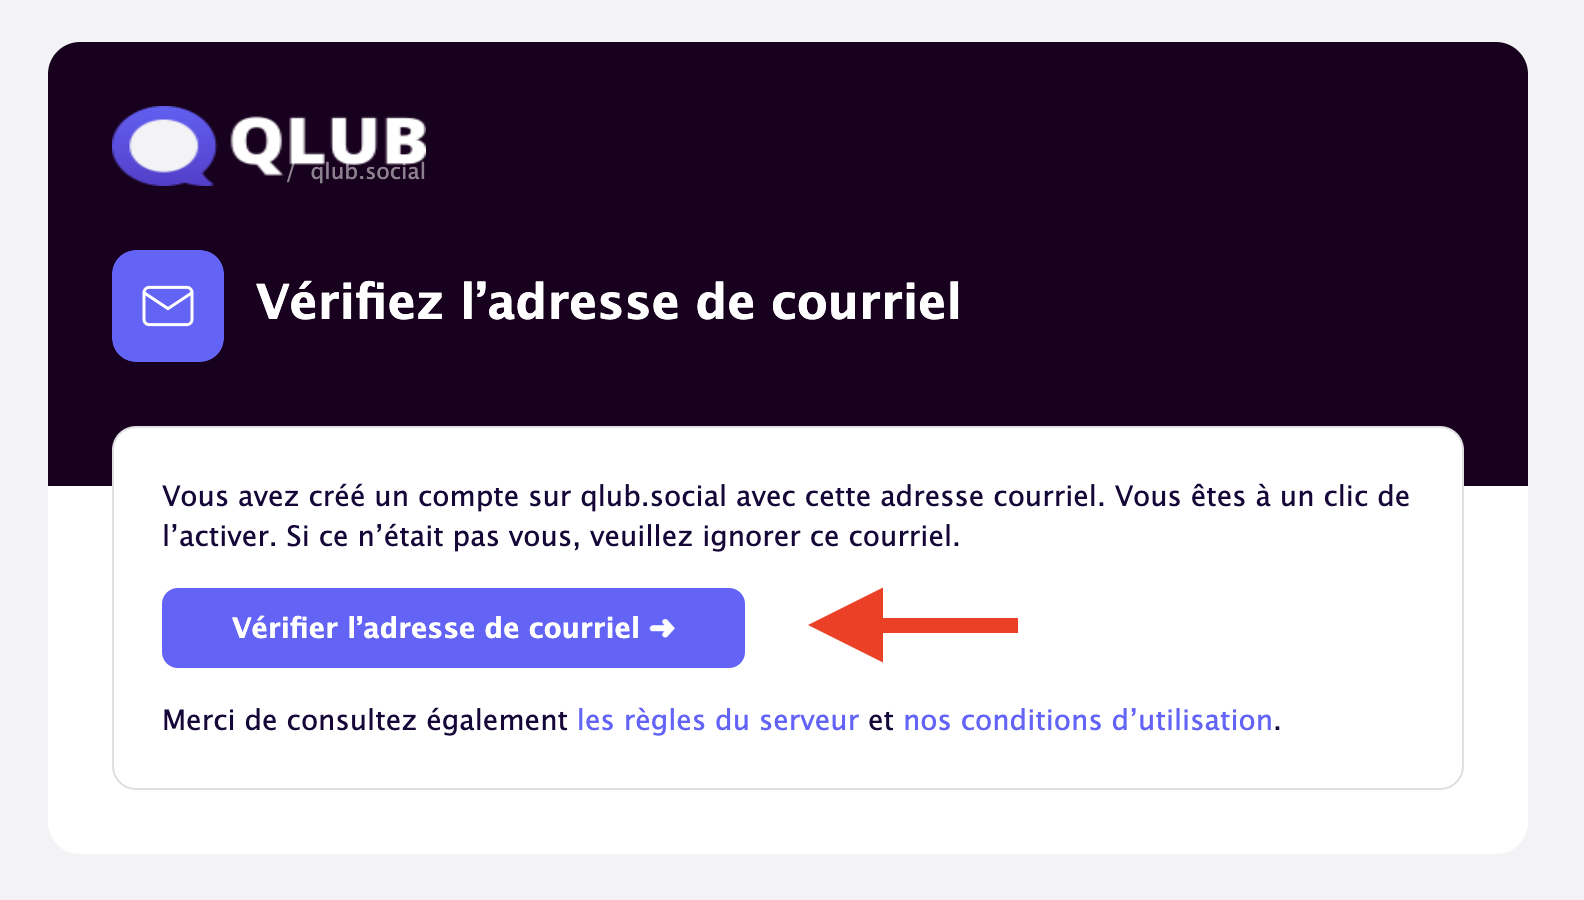 QLUB
/ qlub.social
Vérifiez l’adresse de courriel
Vous avez créé un compte sur qlub.social avec cette adresse courriel. Vous êtes à un clic de
l’activer. Si ce n’était pas vous, veuillez ignorer ce courriel.
Vérifier l’adresse de courriel ➜
Merci de consultez également les règles du serveur et nos conditions d’utilisation.